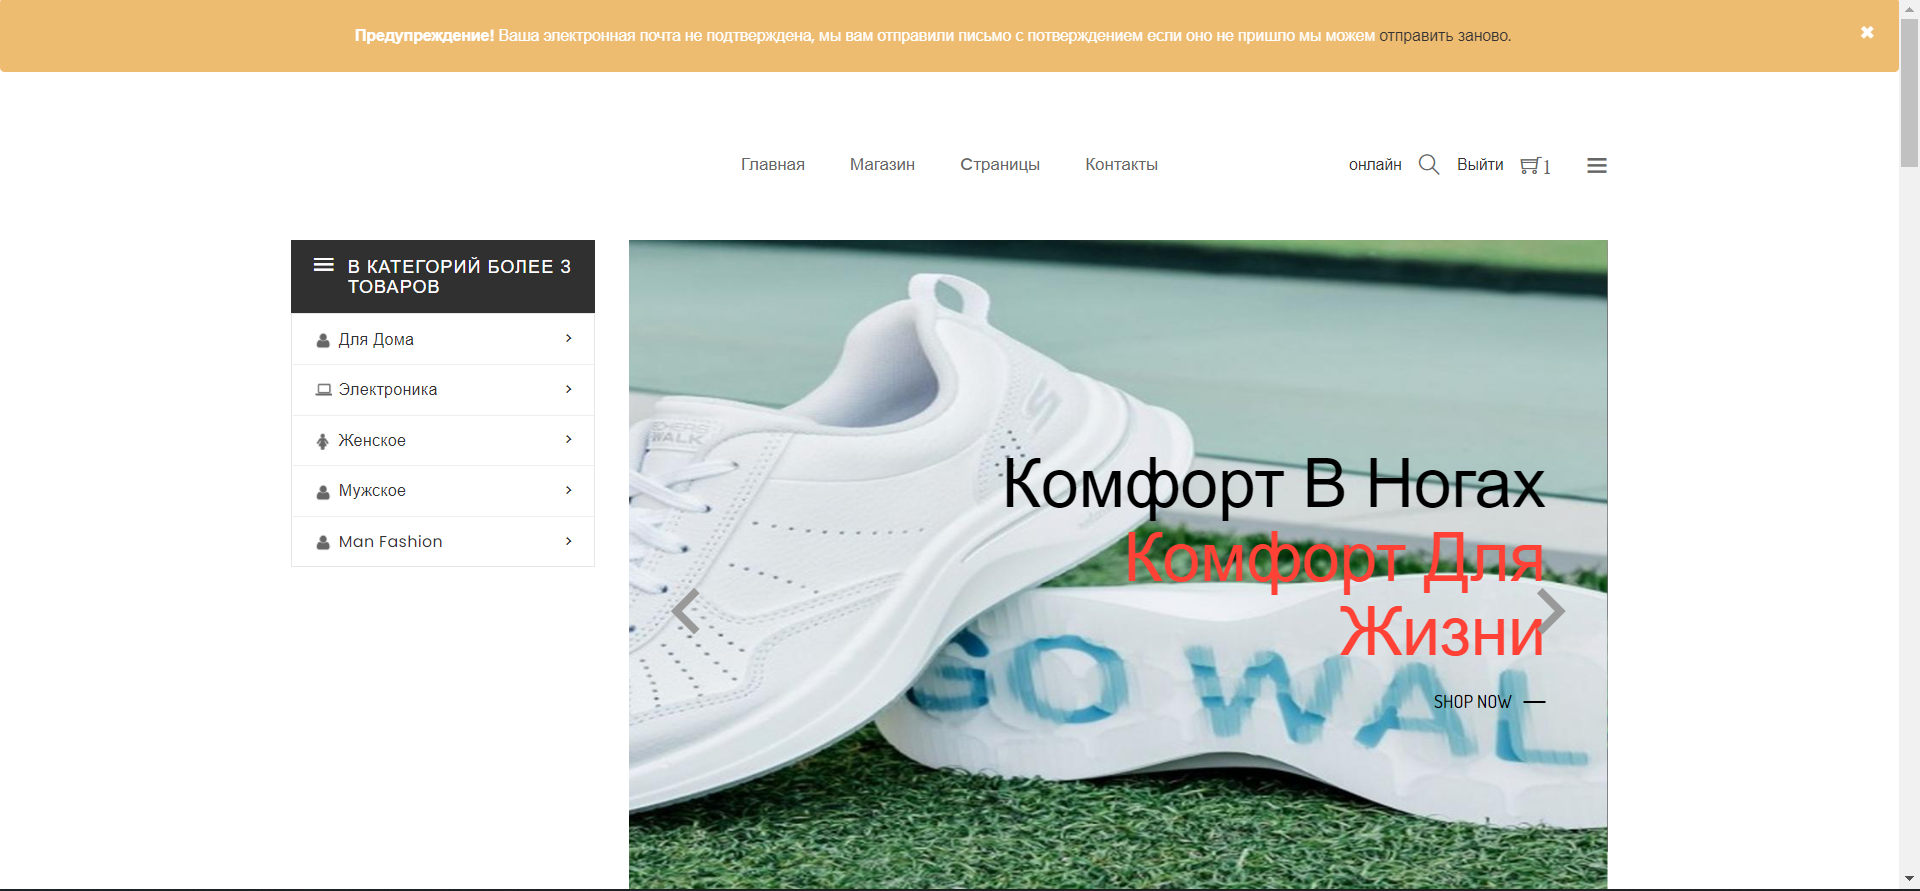 Предупреждение! Ваша электронная почта не подтверждена, мы вам отправили письмо с потверждением если оно не пришло мы можем отправить заново.
Главная Магазин Страницы Контакты онлайн Выйти 1
В КАТЕГОРИЙ БОЛЕЕ 3
ТОВАРОВ
Для Дома
Электроника
Женское
Мужское
Man Fashion
WALK
Комфорт В Ногах
Комфорт Для
Жизни
SHOP NOW
GO WAL